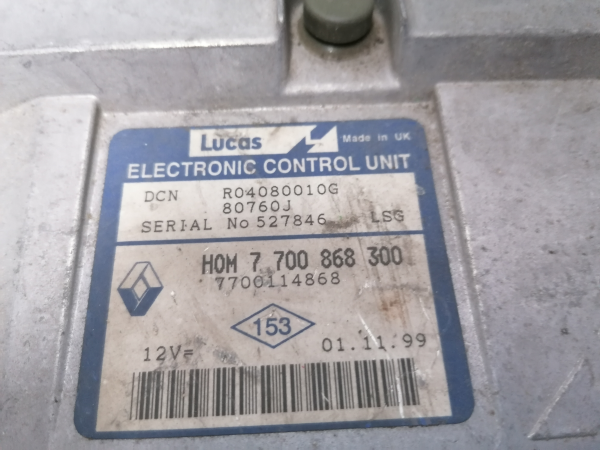 Lucas Made in UK
ELECTRONIC CONTROL UNIT
DCN R04080010G
80760J
SERIAL No 527846 LSG
HOM 7 700 868 300
7700114868
153
12V= 01.11.99